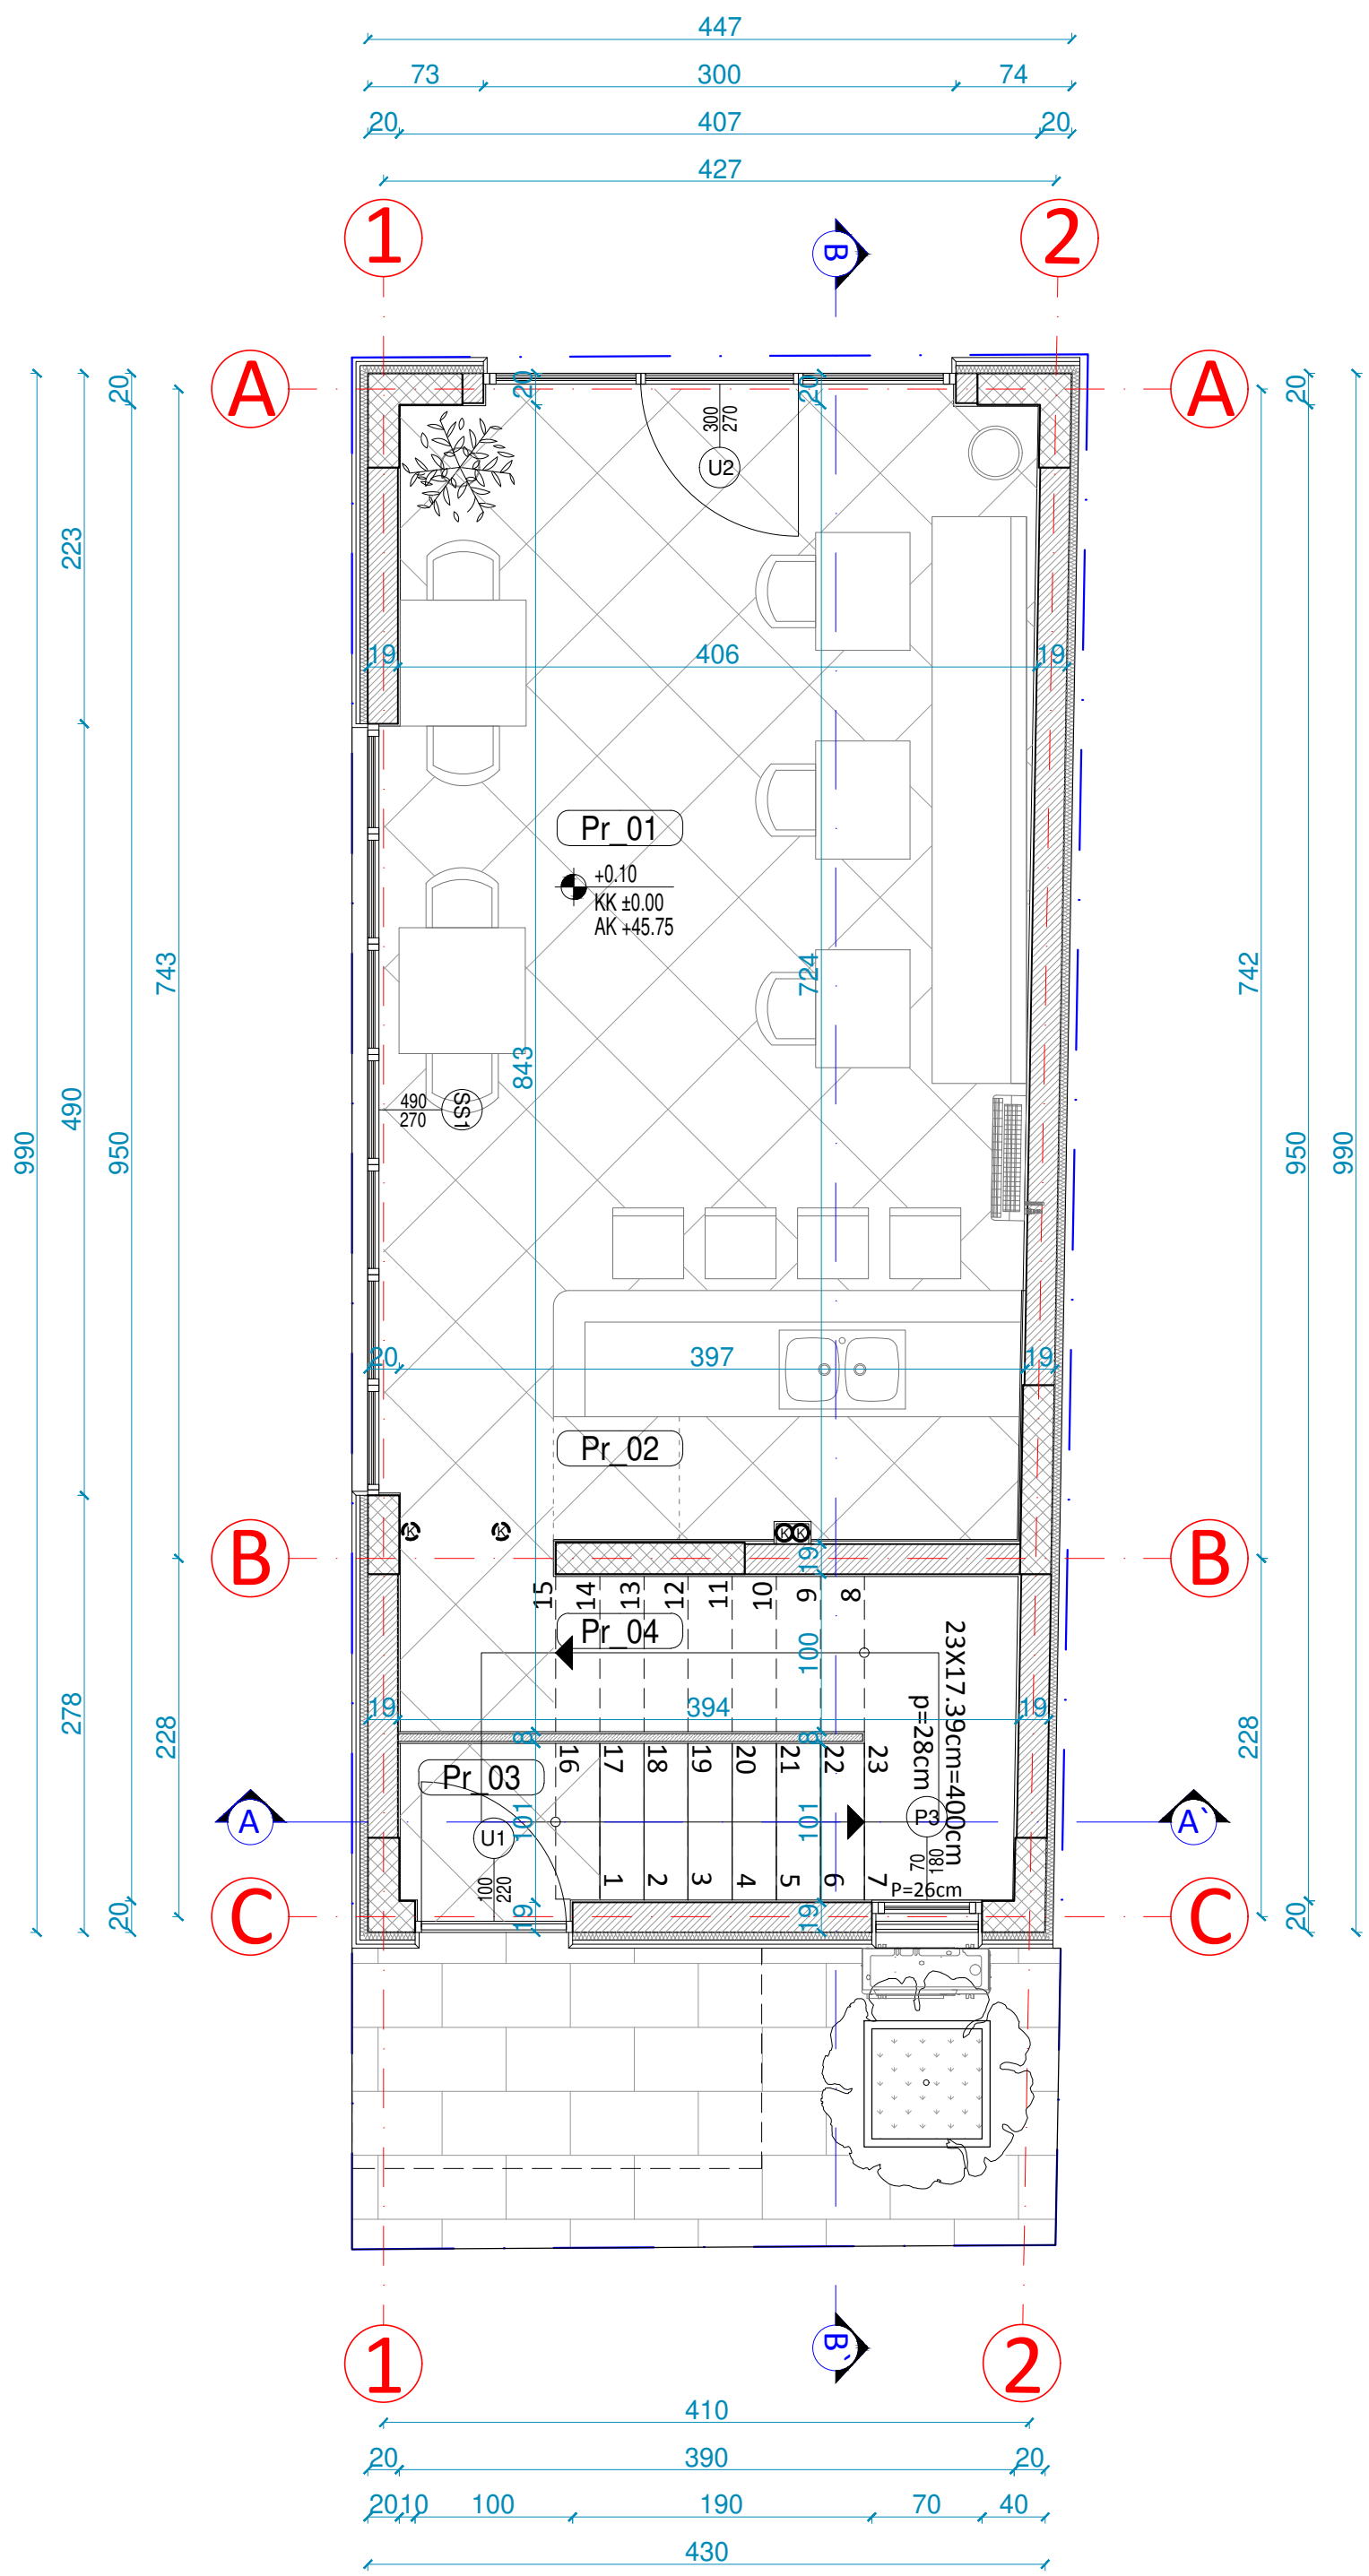 447
73 300 74
20 407 20
427
1 2
B
A A
20 20 20 20
300
270
U2
223
19 406 19
Pr_01
+0.10
KK ±0.00
AK +45.75
743 724 742
843
490
270
SS1
990 490 950 950 990
20 397 19
Pr_02
K K K K
B B
19
15 14 13 12 11 10 9 8
Pr_04
100
23X17.39cm=400cm
p=28cm
278 228 228
19 394 19
8 8
16 17 18 19 20 21 22 23
Pr_03
A A`
U1
100
220
101 101
P3
70
180
P=26cm
1 2 3 4 5 6 7
C C
20 19 19 20
B`
1 2
410
20 390 20
20 10 100 190 70 40
430